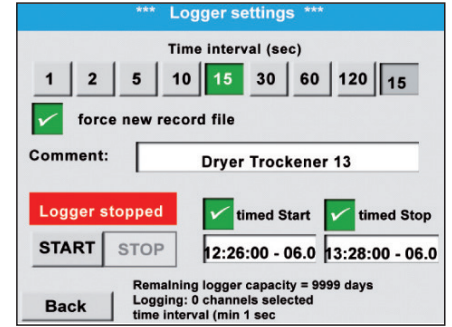 *** Logger settings ***
Time interval (sec)
1 2 5 10 15 30 60 120 15
force new record file
Comment: Dryer Trockener 13
Logger stopped timed Start timed Stop
START STOP 12:26:00 - 06.0 13:28:00 - 06.0
Remaining logger capacity = 9999 days
Back Logging: 0 channels selected
time interval (min 1 sec